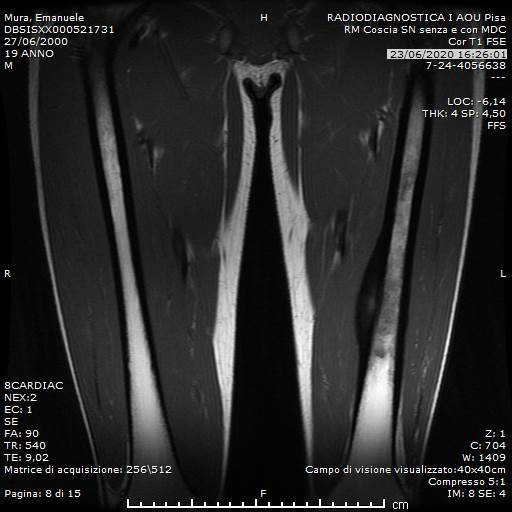 Mura, Emanuele
DBSISXX000521731
27/06/2000
19 ANNO
M
H
RADIODIAGNOSTICA I AOU Pisa
RM Coscia SN senza e con MDC
Cor T1 FSE
23/06/2020 16:26:01
7-24-4056638
---
LOC: -6,14
THK: 4 SP: 4,50
FFS
R
L
8CARDIAC
NEX:2
EC: 1
SE
FA: 90
TR: 540
TE: 9,02
Matrice di acquisizione: 256\512
Pagina: 8 di 15
F
cm
Z: 1
C: 704
W: 1409
Campo di visione visualizzato:40x40cm
Compresso 5:1
IM: 8 SE: 4